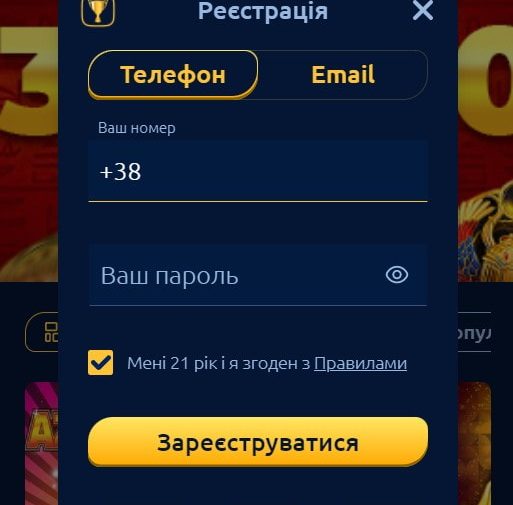 Реєстрація
Телефон
Email
Ваш номер
+38
Ваш пароль
Мені 21 рік і я згоден з Правилами
Зареєструватися